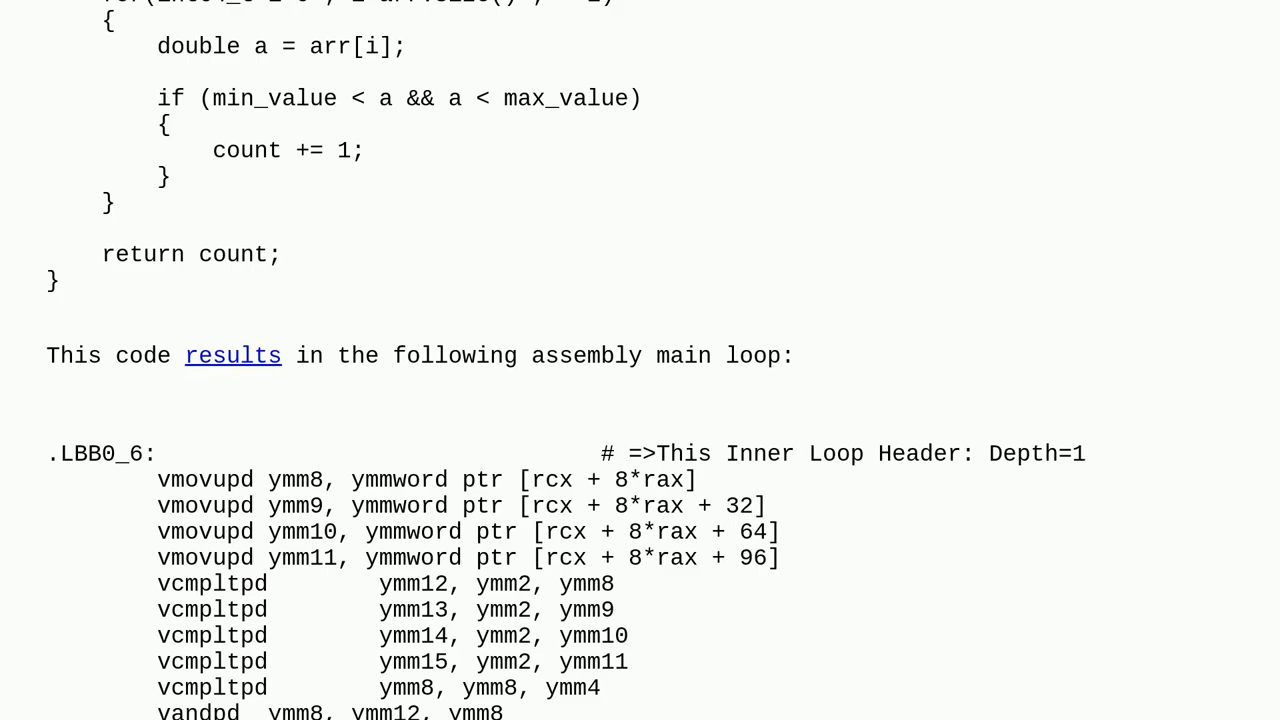 {
double a = arr[i];
if (min_value < a && a < max_value)
{
count += 1;
}
}
return count;
}
This code results in the following assembly main loop:
.LBB0_6: # =>This Inner Loop Header: Depth=1
vmovupd ymm8, ymmword ptr [rcx + 8*rax]
vmovupd ymm9, ymmword ptr [rcx + 8*rax + 32]
vmovupd ymm10, ymmword ptr [rcx + 8*rax + 64]
vmovupd ymm11, ymmword ptr [rcx + 8*rax + 96]
vcmpltpd ymm12, ymm2, ymm8
vcmpltpd ymm13, ymm2, ymm9
vcmpltpd ymm14, ymm2, ymm10
vcmpltpd ymm15, ymm2, ymm11
vcmpltpd ymm8, ymm8, ymm4
vandpd ymm8, ymm12, ymm8